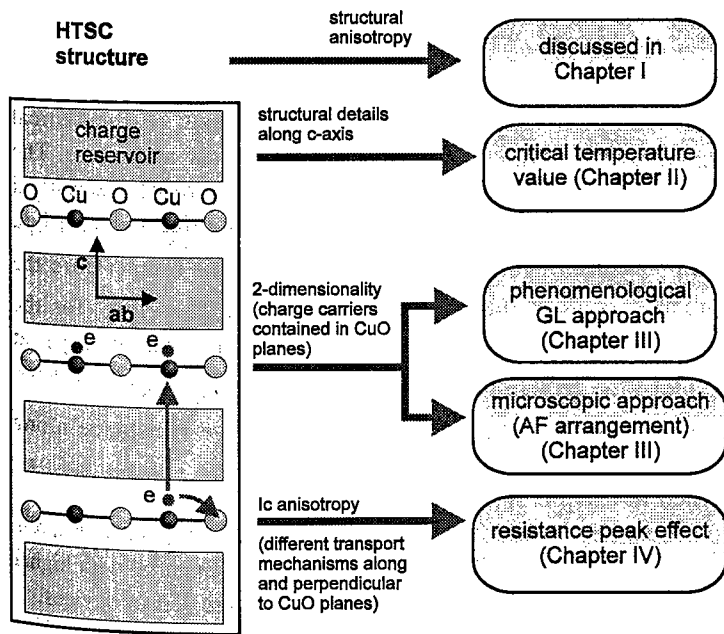 HTSC
structure
structural
anisotropy
discussed in
Chapter I
charge
reservoir
structural details
along c-axis
critical temperature
value (Chapter II)
O Cu O Cu O
c
ab
2-dimensionality
(charge carriers
contained in CuO
planes)
phenomenological
GL approach
(Chapter III)
e e
microscopic approach
(AF arrangement)
(Chapter III)
e
Ic anisotropy
(different transport
mechanisms along
and perpendicular
to CuO planes)
resistance peak effect
(Chapter IV)